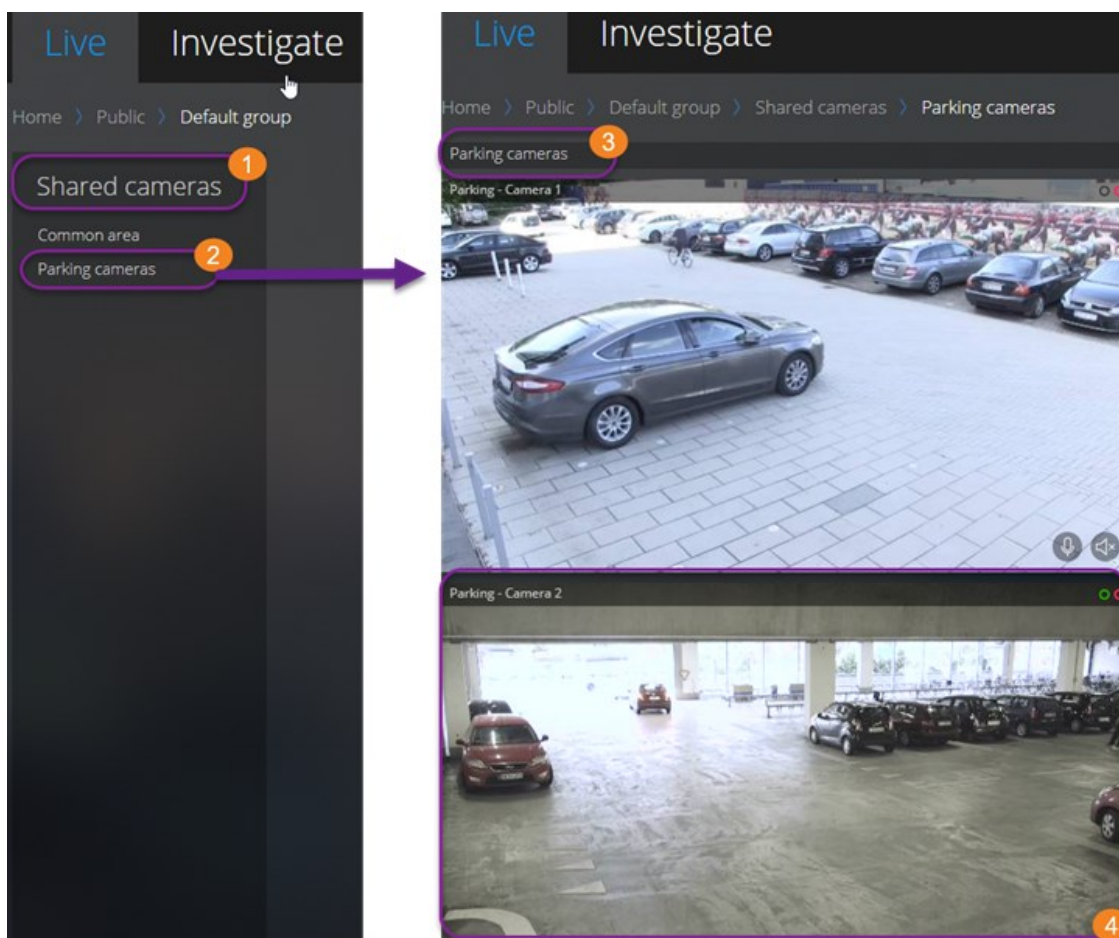 Live Investigate
Home 〉 Public 〉 Default group
1
Shared cameras
Common area
2
Parking cameras
Live Investigate
Home 〉 Public 〉 Default group 〉 Shared cameras 〉 Parking cameras
3
Parking cameras
Parking - Camera 1
Parking - Camera 2
4